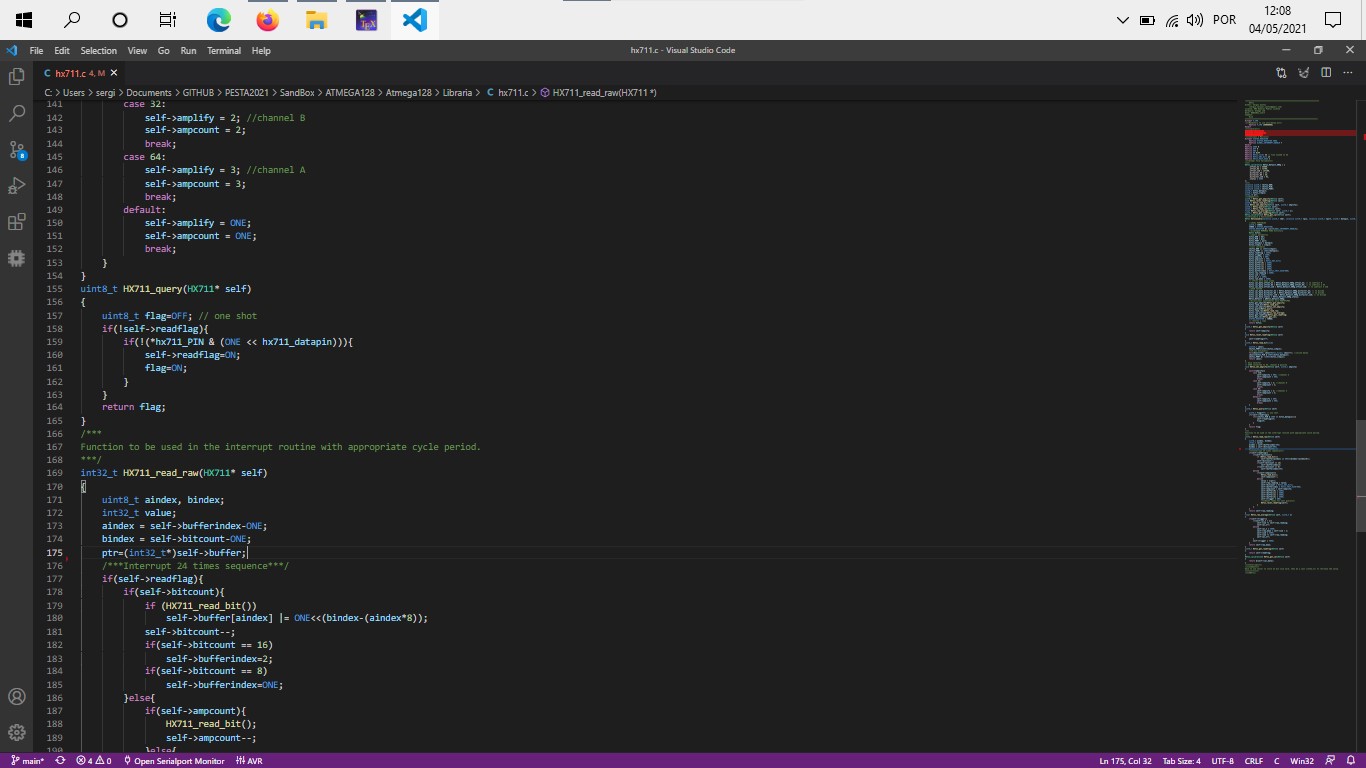 12:08
POR
04/05/2021
File Edit Selection View Go Run Terminal Help
hx711.c - Visual Studio Code
C hx711.c 4, M
C: > Users > sergi > Documents > GITHUB > PESTA2021 > SandBox > ATMEGA128 > Atmega128 > Libraria > C hx711.c > HX711_read_raw(HX711 *)
141 case 32:
142 self->amplify = 2; //channel B
143 self->ampcount = 2;
144 break;
145 case 64:
146 self->amplify = 3; //channel A
147 self->ampcount = 3;
148 break;
149 default:
150 self->amplify = ONE;
151 self->ampcount = ONE;
152 break;
153 }
154 }
155 uint8_t HX711_query(HX711* self)
156 {
157 uint8_t flag=OFF; // one shot
158 if(!self->readflag){
159 if(!(*hx711_PIN & (ONE << hx711_datapin))){
160 self->readflag=ON;
161 flag=ON;
162 }
163 }
164 return flag;
165 }
166 /***
167 Function to be used in the interrupt routine with appropriate cycle period.
168 ***/
169 int32_t HX711_read_raw(HX711* self)
170 {
171 uint8_t aindex, bindex;
172 int32_t value;
173 aindex = self->bufferindex-ONE;
174 bindex = self->bitcount-ONE;
175 ptr=(int32_t*)self->buffer;
176 /***Interrupt 24 times sequence***/
177 if(self->readflag){
178 if(self->bitcount){
179 if (HX711_read_bit())
180 self->buffer[aindex] |= ONE<<(bindex-(aindex*8));
181 self->bitcount--;
182 if(self->bitcount == 16)
183 self->bufferindex=2;
184 if(self->bitcount == 8)
185 self->bufferindex=ONE;
186 }else{
187 if(self->ampcount){
188 HX711_read_bit();
189 self->ampcount--;
190 }else{
main* 4 0 Open Serialport Monitor AVR Ln 175, Col 32 Tab Size: 4 UTF-8 CRLF C Win32